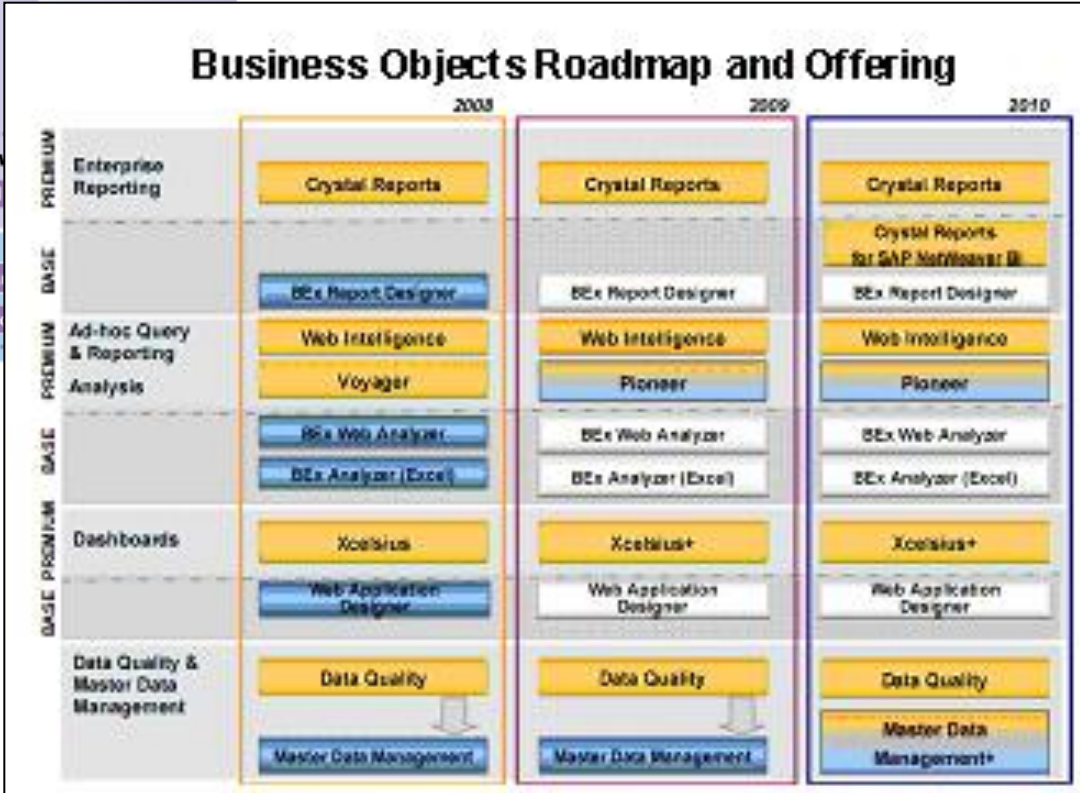 Business Objects Roadmap and Offering
2008
2009
2010
PREMIUM
Enterprise
Reporting
Crystal Reports
Crystal Reports
Crystal Reports
BASE
Crystal Reports
for SAP NetWeaver BI
BEx Report Designer
BEx Report Designer
BEx Report Designer
PREMIUM
Ad-hoc Query
& Reporting
Web Intelligence
Web Intelligence
Web Intelligence
Analysis
Voyager
Pioneer
Pioneer
BASE
BEx Web Analyzer
BEx Web Analyzer
BEx Web Analyzer
BEx Analyzer (Excel)
BEx Analyzer (Excel)
BEx Analyzer (Excel)
PREMIUM
Dashboards
Xcelsius
Xcelsius+
Xcelsius+
BASE
Web Application
Designer
Web Application
Designer
Web Application
Designer
Data Quality &
Master Data
Management
Data Quality
Data Quality
Data Quality
Master Data Management
Master Data Management
Master Data
Management+